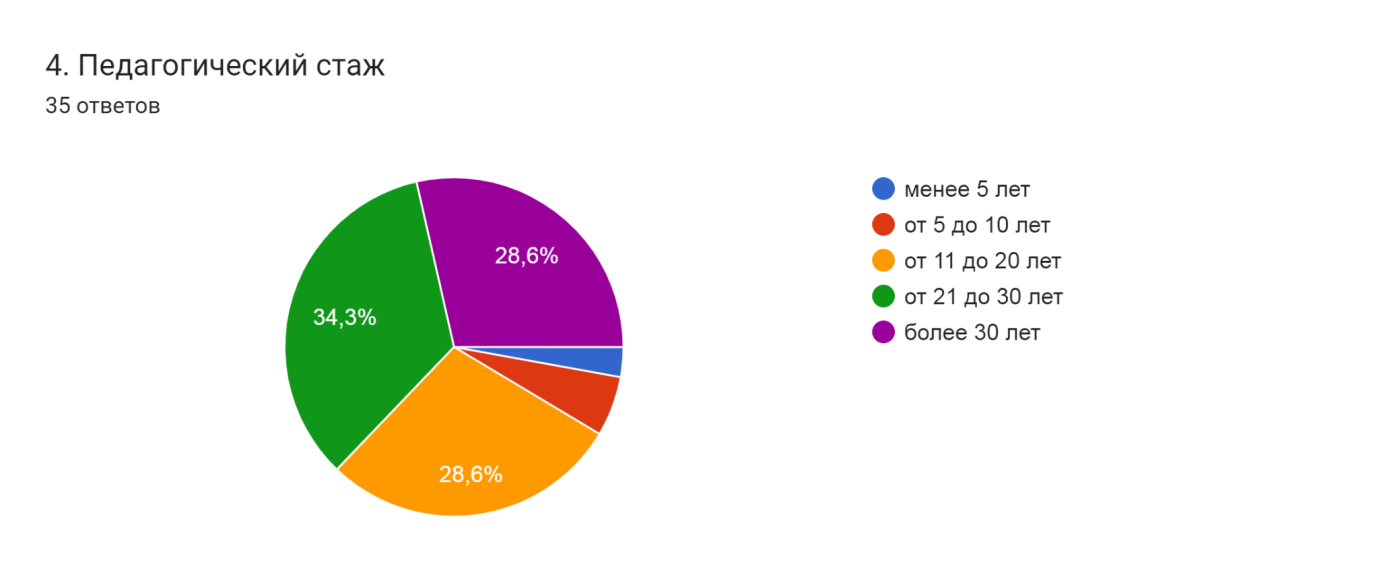 4. Педагогический стаж
35 ответов
менее 5 лет
от 5 до 10 лет
от 11 до 20 лет
от 21 до 30 лет
более 30 лет
28,6%
34,3%
28,6%